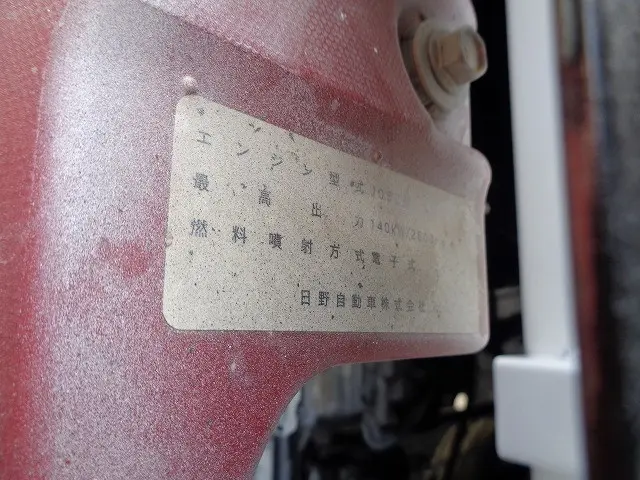 エンジン型式
最高出力 140kW/
燃料噴射方式電子式
日野自動車株式会社